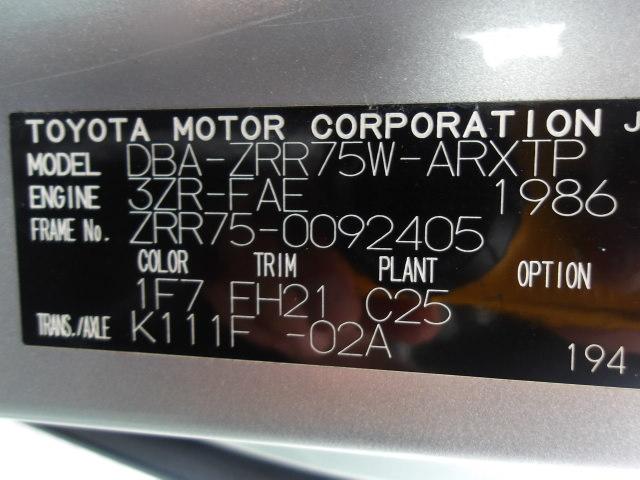 TOYOTA MOTOR CORPORATION J
MODEL DBA-ZRR75W-ARXTP
ENGINE 3ZR-FAE 1986
FRAME No. ZRR75-0092405
COLOR TRIM PLANT OPTION
1F7 EH21 C25
TRANS./AXLE K111F -02A
194